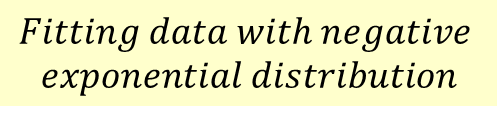 Fitting data with negative
exponential distribution